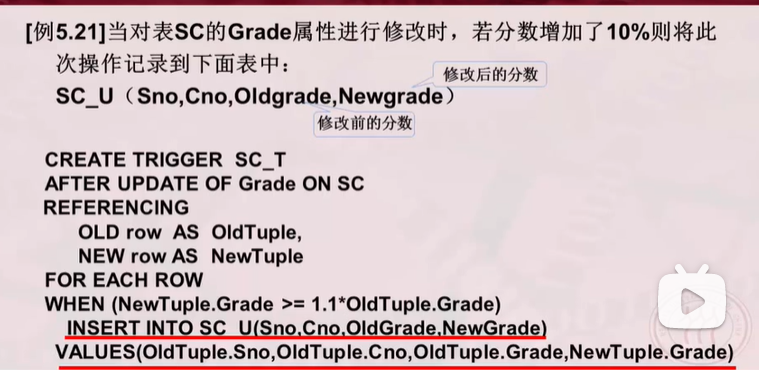 [例5.21]当对表SC的Grade属性进行修改时，若分数增加了10%则将此
次操作记录到下面表中：
修改后的分数
SC_U（Sno,Cno,Oldgrade,Newgrade）
修改前的分数
CREATE TRIGGER SC_T
AFTER UPDATE OF Grade ON SC
REFERENCING
OLD row AS OldTuple,
NEW row AS NewTuple
FOR EACH ROW
WHEN (NewTuple.Grade >= 1.1*OldTuple.Grade)
INSERT INTO SC_U(Sno,Cno,OldGrade,NewGrade)
VALUES(OldTuple.Sno,OldTuple.Cno,OldTuple.Grade,NewTuple.Grade)